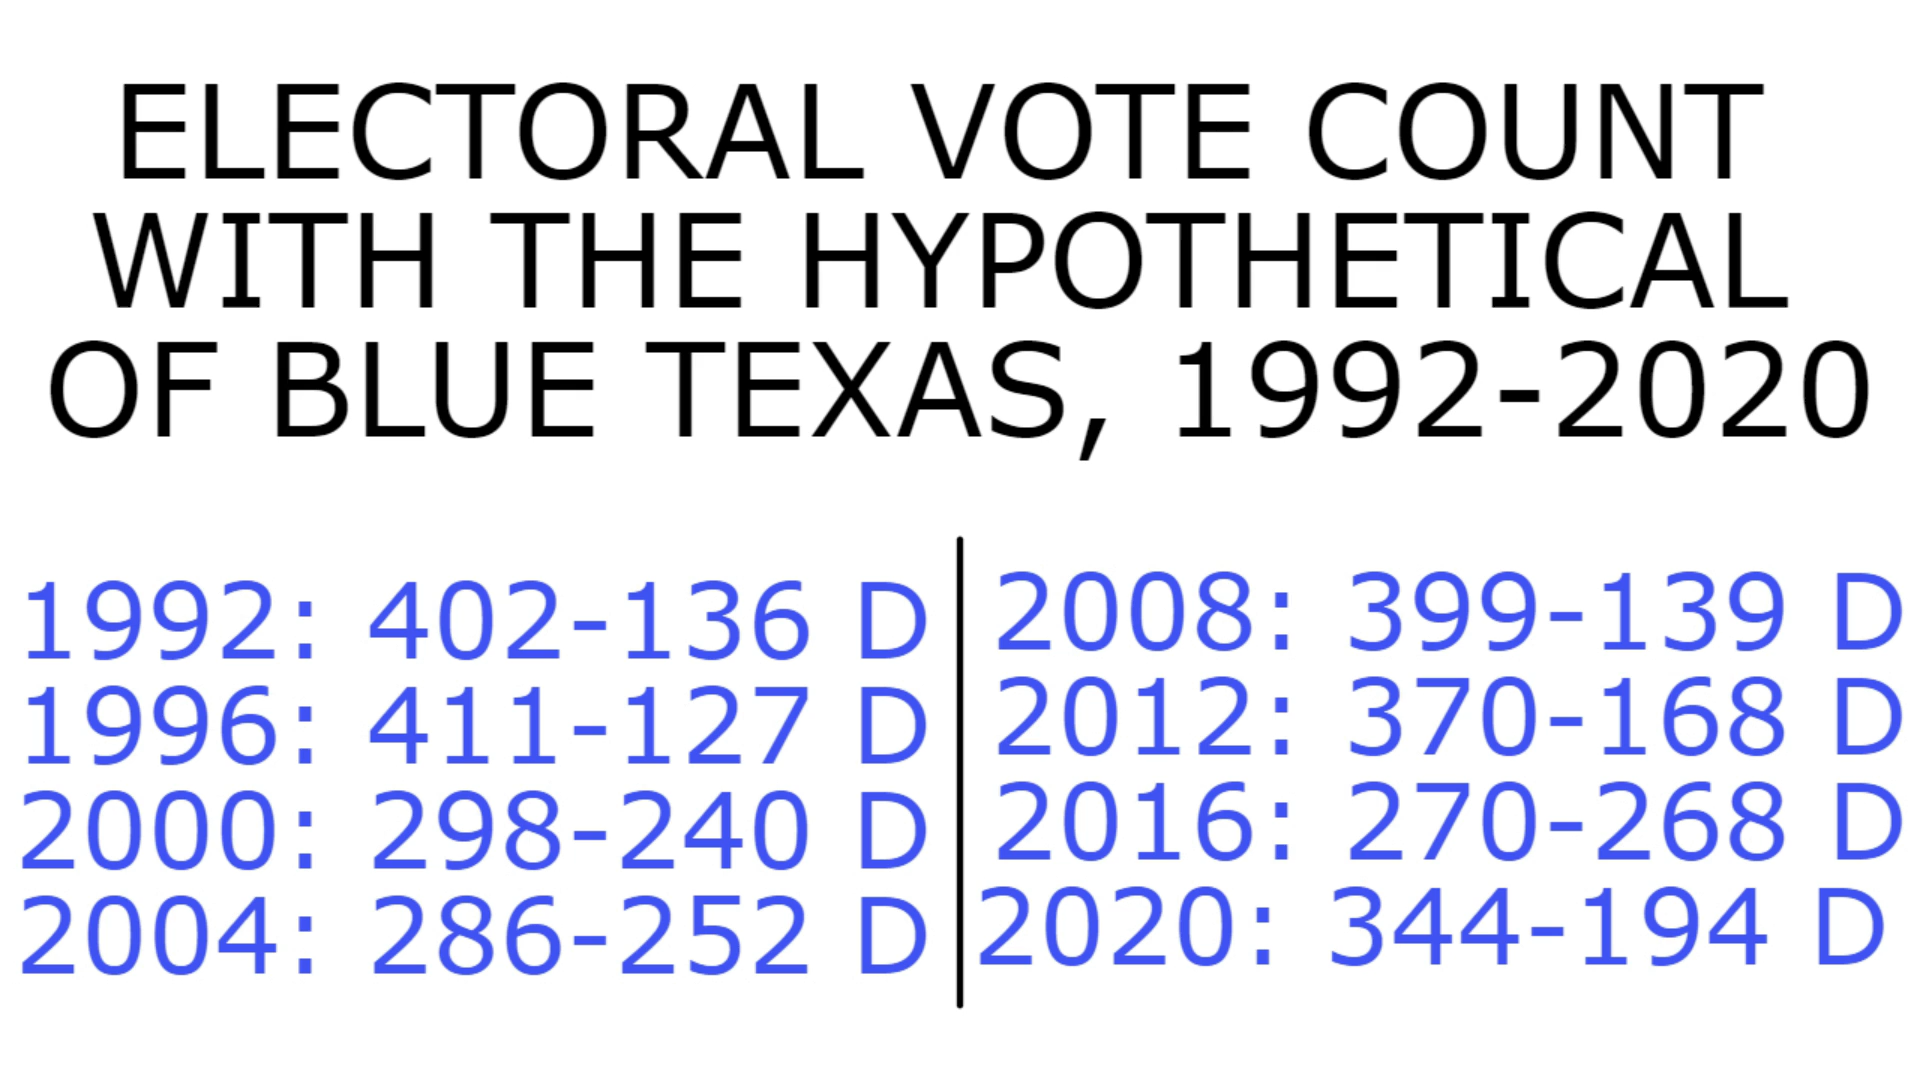 ELECTORAL VOTE COUNT
WITH THE HYPOTHETICAL
OF BLUE TEXAS, 1992-2020
1992: 402-136 D
1996: 411-127 D
2000: 298-240 D
2004: 286-252 D
2008: 399-139 D
2012: 370-168 D
2016: 270-268 D
2020: 344-194 D